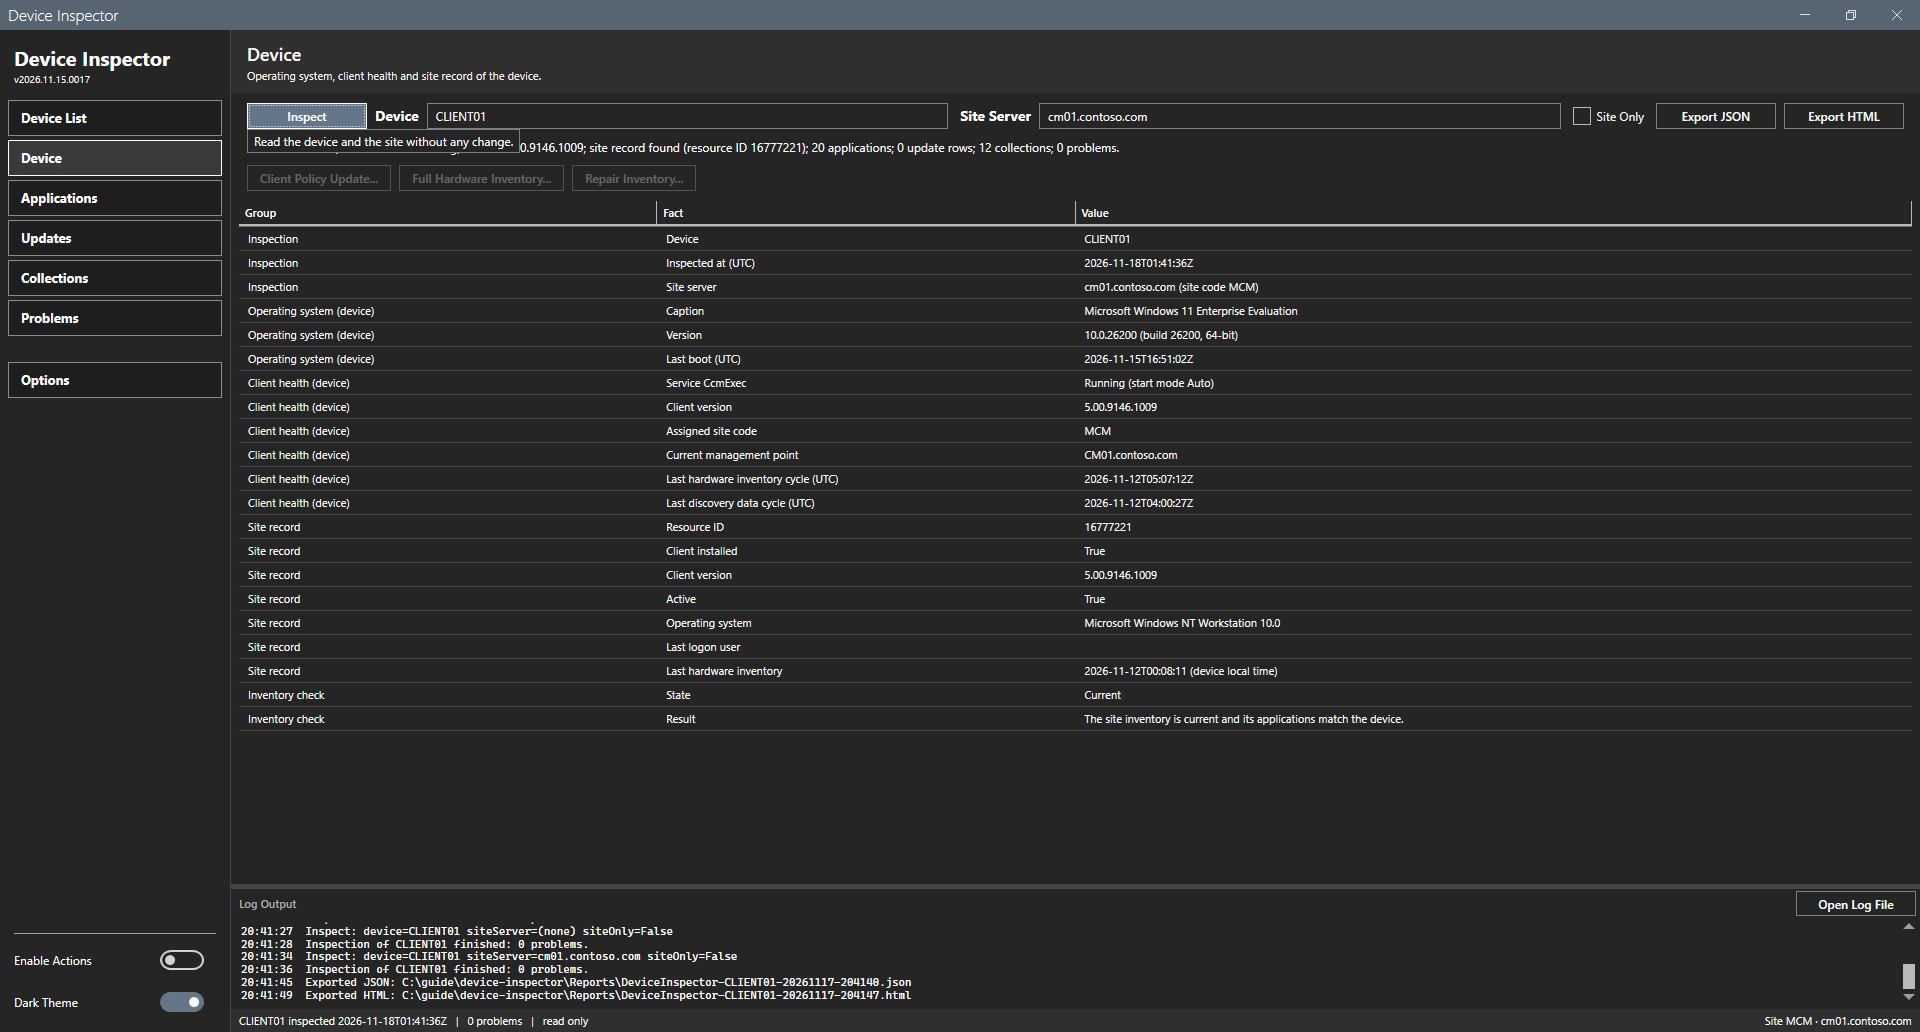 Device Inspector
Device Inspector
v2026.11.15.0017
Device List
Device
Applications
Updates
Collections
Problems
Options
Enable Actions
Dark Theme
Device
Operating system, client health and site record of the device.
Inspect Device CLIENT01 Site Server cm01.contoso.com Site Only Export JSON Export HTML
Read the device and the site without any change.
0.9146.1009; site record found (resource ID 16777221); 20 applications; 0 update rows; 12 collections; 0 problems.
Client Policy Update... Full Hardware Inventory... Repair Inventory...
Group Fact Value
Inspection Device CLIENT01
Inspection Inspected at (UTC) 2026-11-18T01:41:36Z
Inspection Site server cm01.contoso.com (site code MCM)
Operating system (device) Caption Microsoft Windows 11 Enterprise Evaluation
Operating system (device) Version 10.0.26200 (build 26200, 64-bit)
Operating system (device) Last boot (UTC) 2026-11-15T16:51:02Z
Client health (device) Service CcmExec Running (start mode Auto)
Client health (device) Client version 5.00.9146.1009
Client health (device) Assigned site code MCM
Client health (device) Current management point CM01.contoso.com
Client health (device) Last hardware inventory cycle (UTC) 2026-11-12T05:07:12Z
Client health (device) Last discovery data cycle (UTC) 2026-11-12T04:00:27Z
Site record Resource ID 16777221
Site record Client installed True
Site record Client version 5.00.9146.1009
Site record Active True
Site record Operating system Microsoft Windows NT Workstation 10.0
Site record Last logon user
Site record Last hardware inventory 2026-11-12T00:08:11 (device local time)
Inventory check State Current
Inventory check Result The site inventory is current and its applications match the device.
Log Output
Open Log File
20:41:27 Inspect: device=CLIENT01 siteServer=(none) siteOnly=False
20:41:28 Inspection of CLIENT01 finished: 0 problems.
20:41:34 Inspect: device=CLIENT01 siteServer=cm01.contoso.com siteOnly=False
20:41:36 Inspection of CLIENT01 finished: 0 problems.
20:41:45 Exported JSON: C:\guide\device-inspector\Reports\DeviceInspector-CLIENT01-20261117-204140.json
20:41:49 Exported HTML: C:\guide\device-inspector\Reports\DeviceInspector-CLIENT01-20261117-204147.html
CLIENT01 inspected 2026-11-18T01:41:36Z | 0 problems | read only
Site MCM · cm01.contoso.com